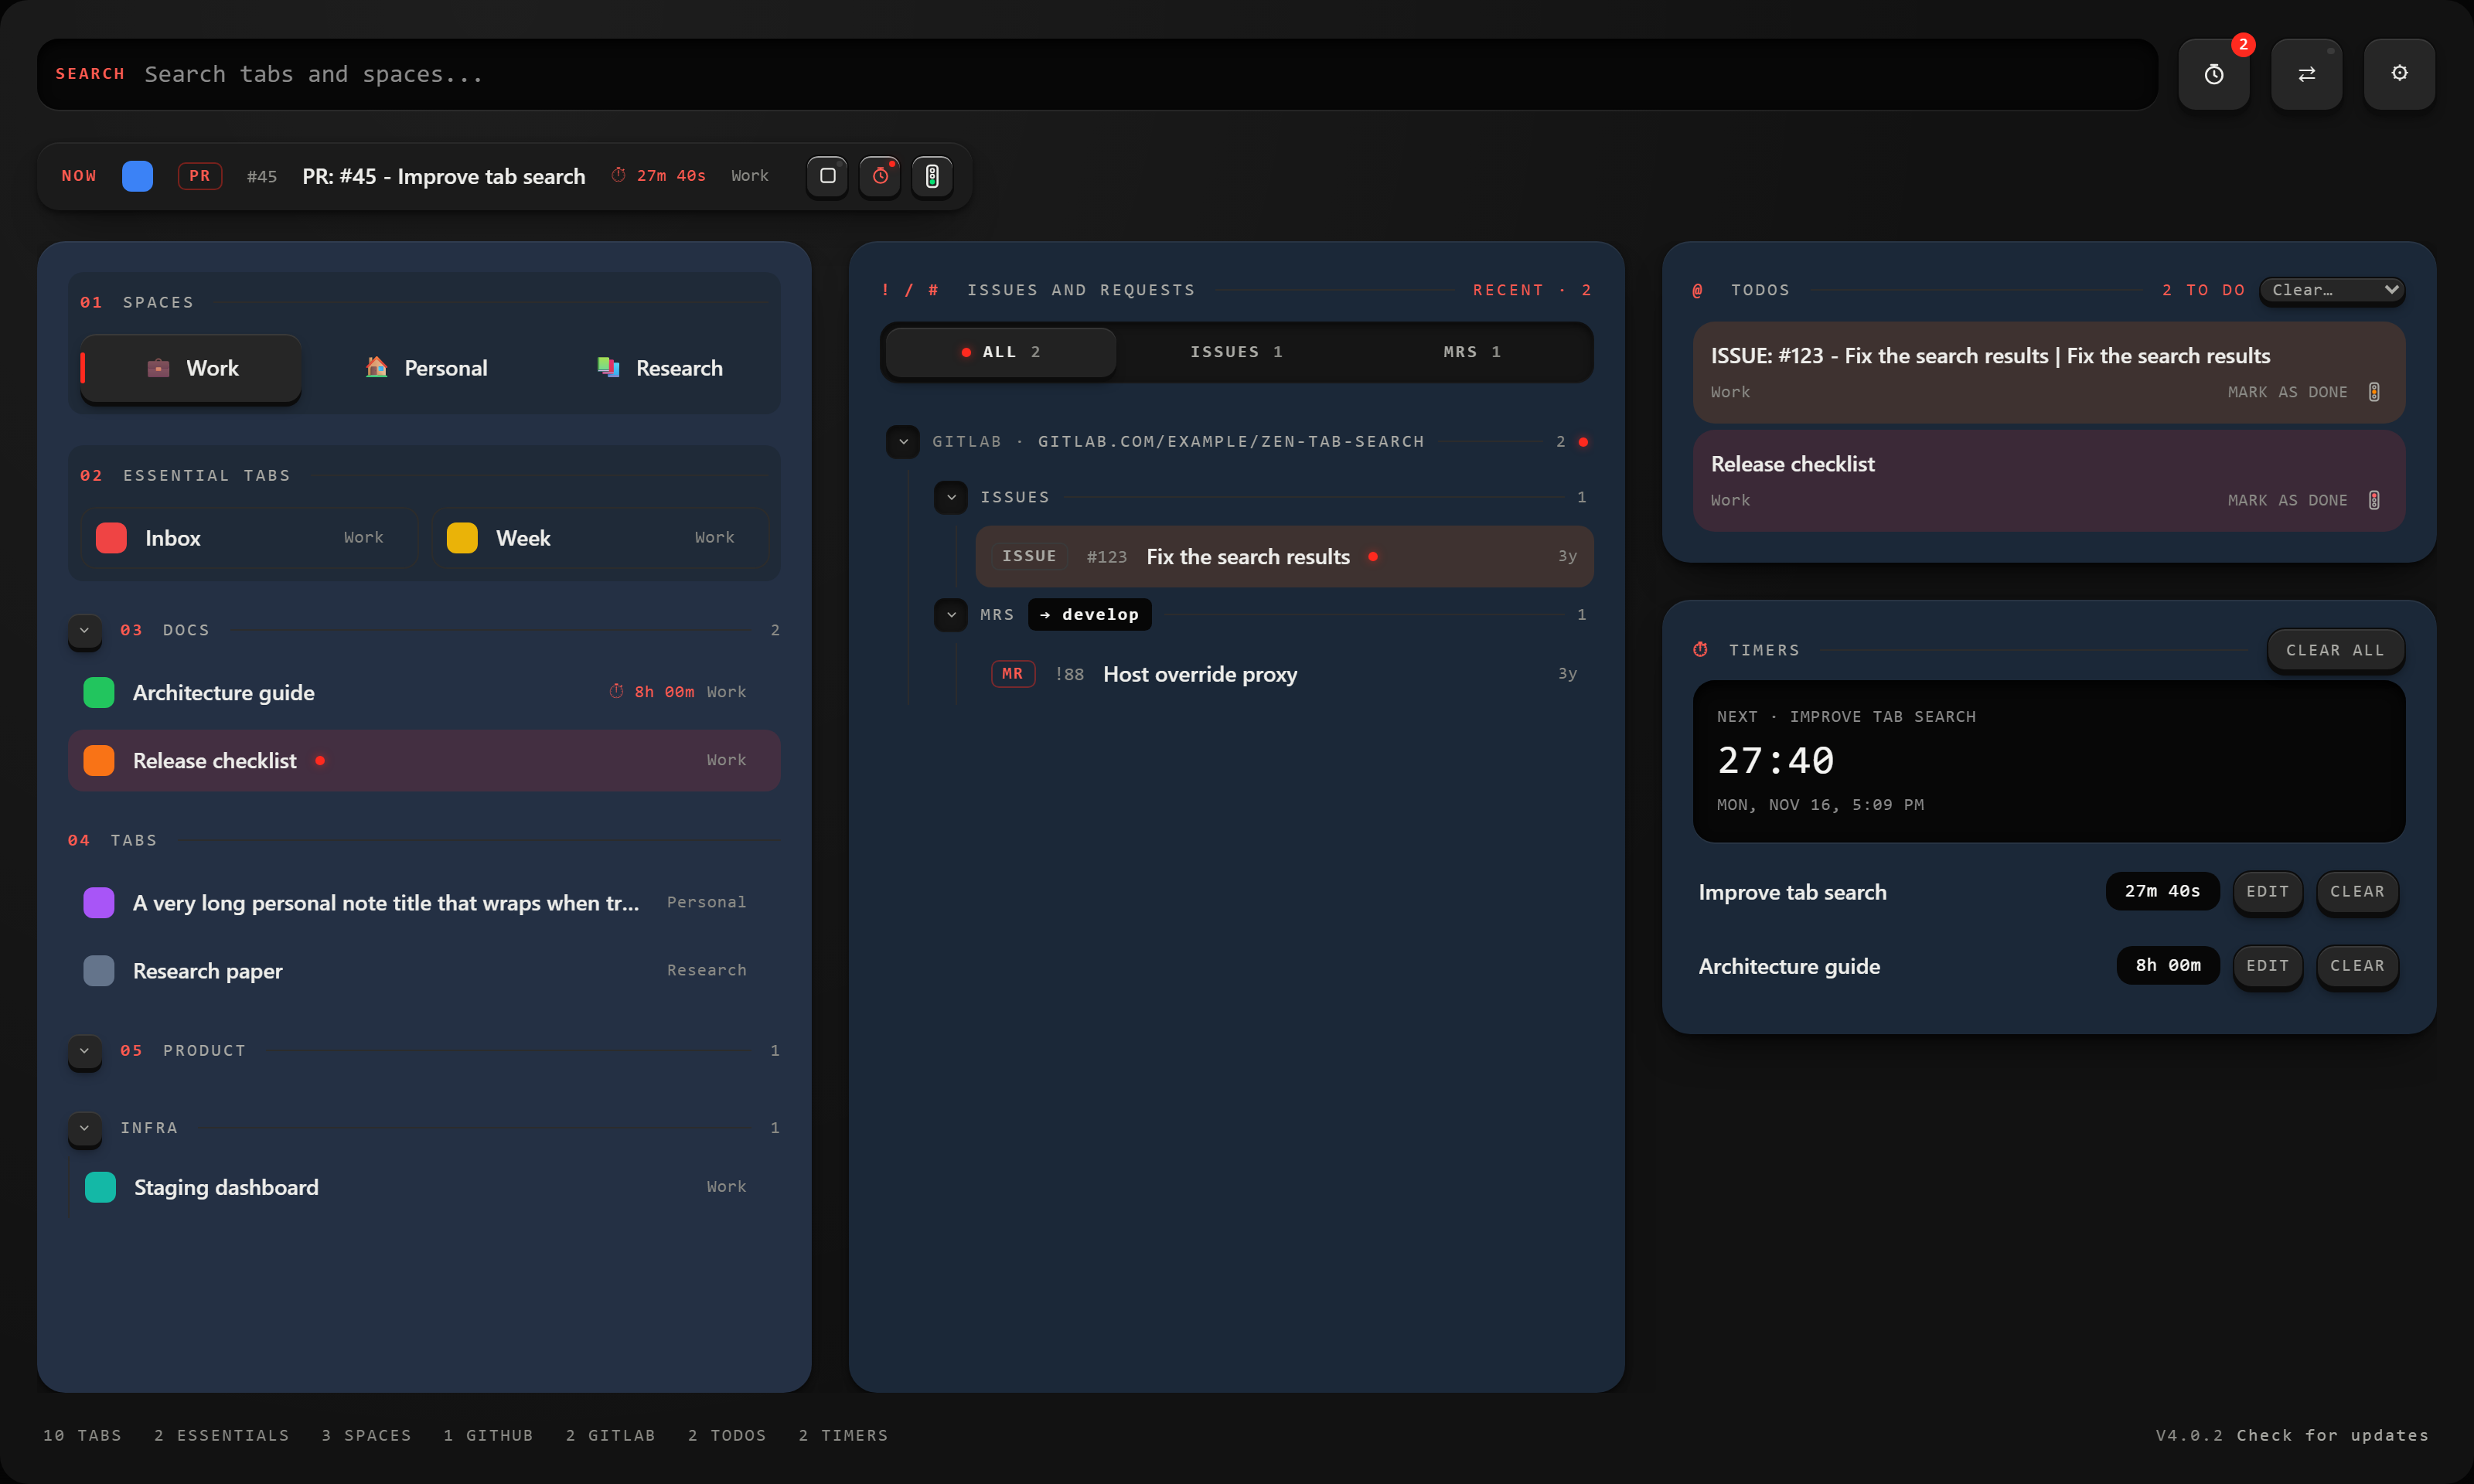 SEARCH Search tabs and spaces...
2
NOW PR #45 PR: #45 - Improve tab search 27m 40s Work
01 SPACES
Work Personal Research
02 ESSENTIAL TABS
Inbox Work Week Work
03 DOCS 2
Architecture guide 8h 00m Work
Release checklist Work
04 TABS
A very long personal note title that wraps when tr... Personal
Research paper Research
05 PRODUCT 1
INFRA 1
Staging dashboard Work
! / # ISSUES AND REQUESTS RECENT · 2
ALL 2 ISSUES 1 MRS 1
GITLAB · GITLAB.COM/EXAMPLE/ZEN-TAB-SEARCH 2
ISSUES 1
ISSUE #123 Fix the search results 3y
MRS → develop 1
MR !88 Host override proxy 3y
@ TODOS 2 TO DO Clear…
ISSUE: #123 - Fix the search results | Fix the search results
Work MARK AS DONE
Release checklist
Work MARK AS DONE
TIMERS CLEAR ALL
NEXT · IMPROVE TAB SEARCH
27:40
MON, NOV 16, 5:09 PM
Improve tab search 27m 40s EDIT CLEAR
Architecture guide 8h 00m EDIT CLEAR
10 TABS 2 ESSENTIALS 3 SPACES 1 GITHUB 2 GITLAB 2 TODOS 2 TIMERS
V4.0.2 Check for updates